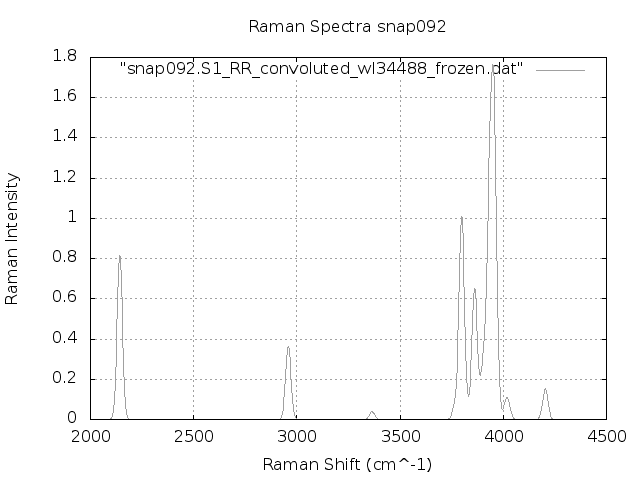 Raman Spectra snap092
"snap092.S1_RR_convoluted_wl34488_frozen.dat"
1.8
1.6
1.4
1.2
1
0.8
0.6
0.4
0.2
0
Raman Intensity
2000 2500 3000 3500 4000 4500
Raman Shift (cm^-1)